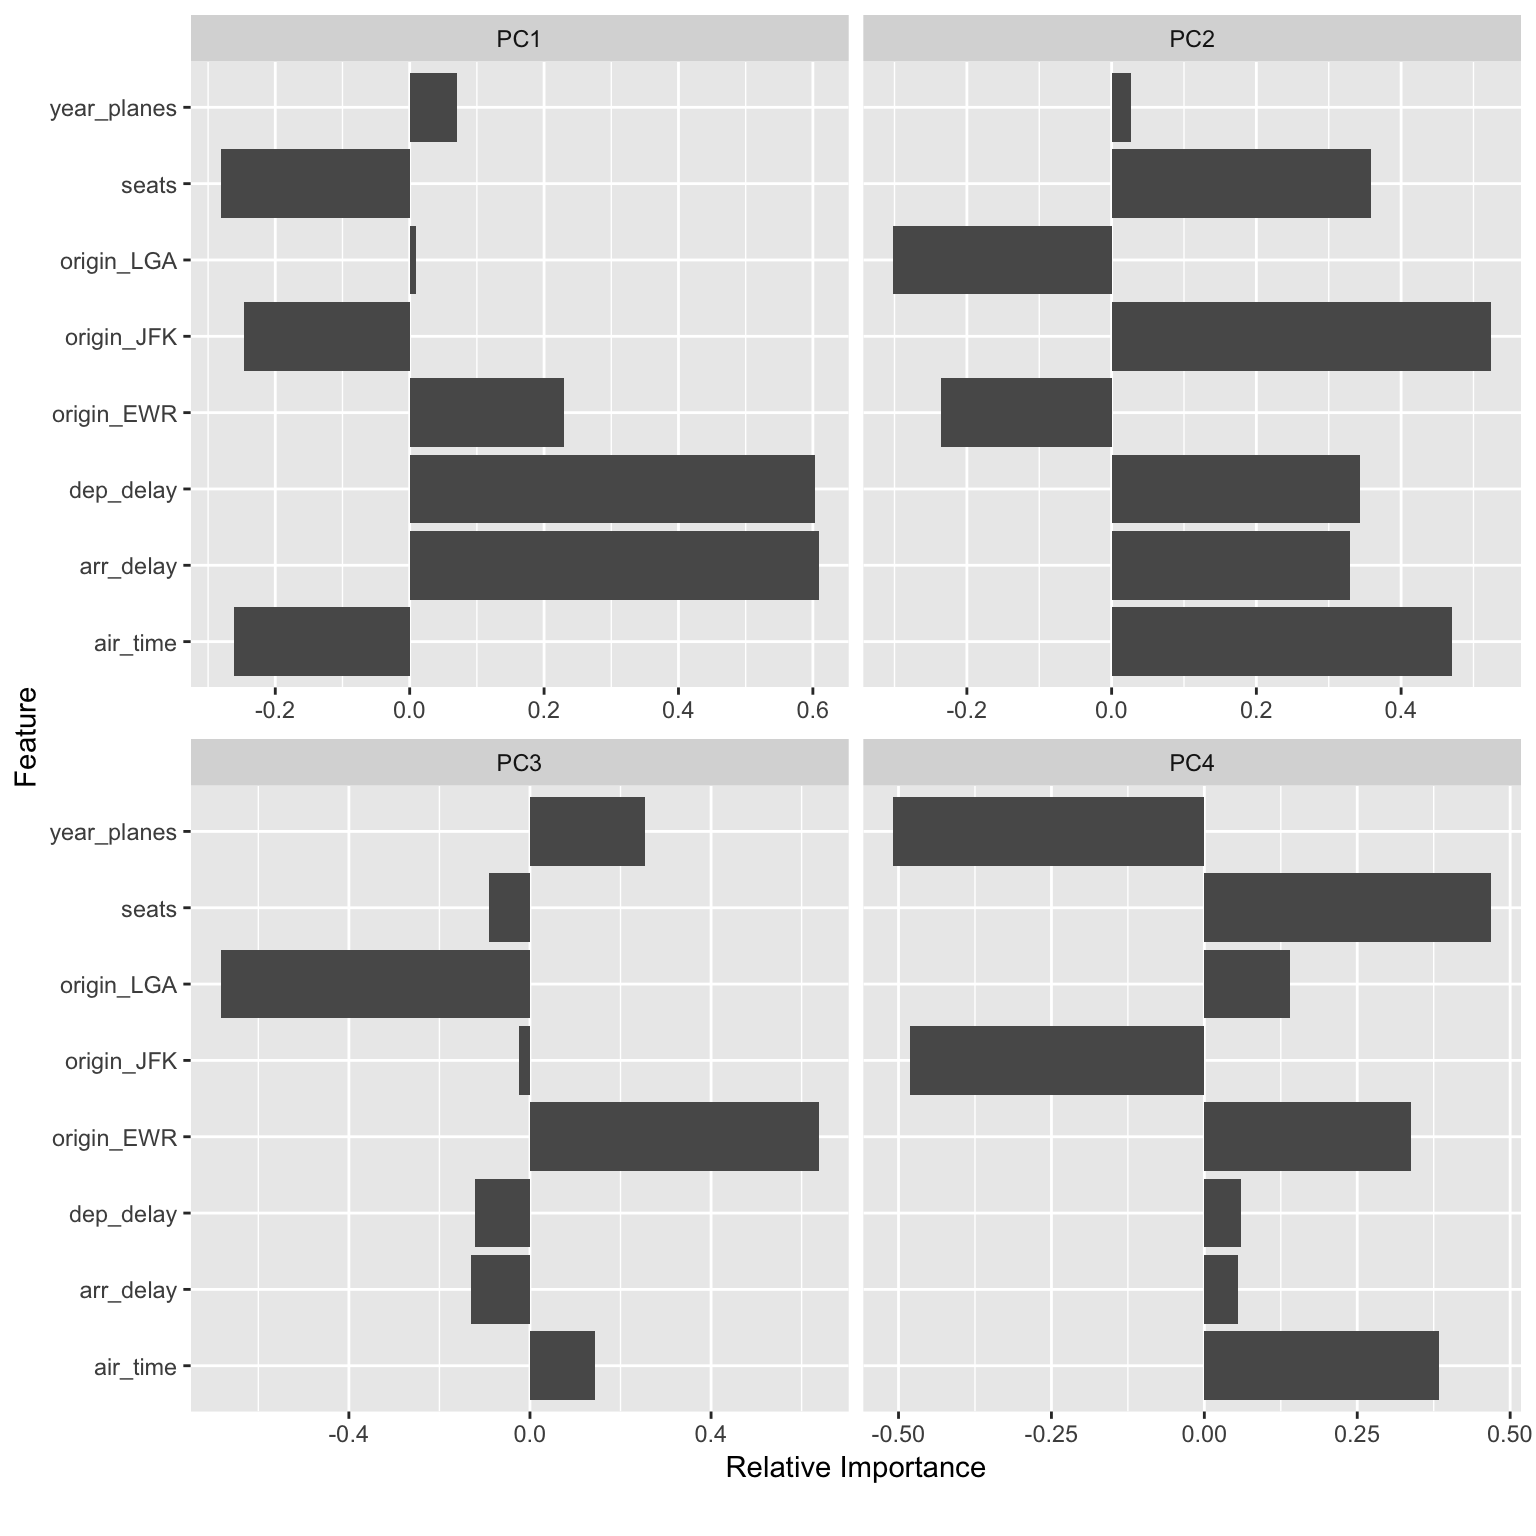 PC1
PC2
year_planes
seats
origin_LGA
origin_JFK
origin_EWR
dep_delay
arr_delay
air_time
-0.2 0.0 0.2 0.4 0.6
-0.2 0.0 0.2 0.4
Feature
PC3
PC4
year_planes
seats
origin_LGA
origin_JFK
origin_EWR
dep_delay
arr_delay
air_time
-0.4 0.0 0.4
-0.50 -0.25 0.00 0.25 0.50
Relative Importance